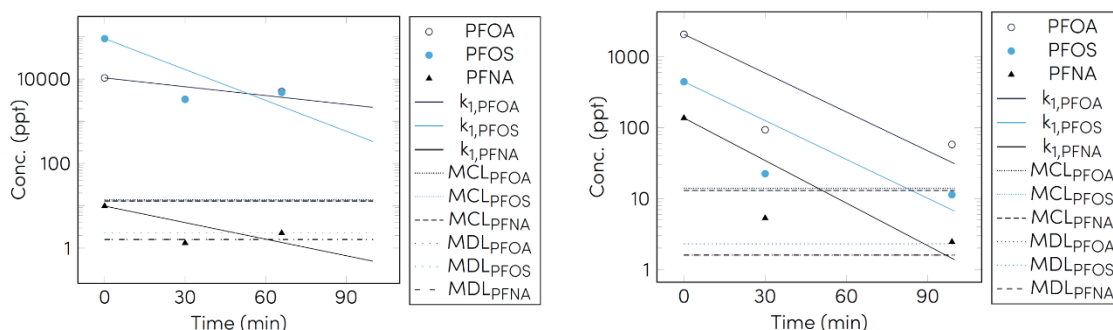 Conc. (ppt)
10000
100
1
0
30
60
90
Time (min)
PFOA
PFOS
PFNA
k1,PFOA
k1,PFOS
k1,PFNA
MCLPFOA
MCLPFOS
MCLPFNA
MDLPFOA
MDLPFOS
MDLPFNA
Conc. (ppt)
1000
100
10
1
0
30
60
90
Time (min)
PFOA
PFOS
PFNA
k1,PFOA
k1,PFOS
k1,PFNA
MCLPFOA
MCLPFOS
MCLPFNA
MDLPFOA
MDLPFOS
MDLPFNA